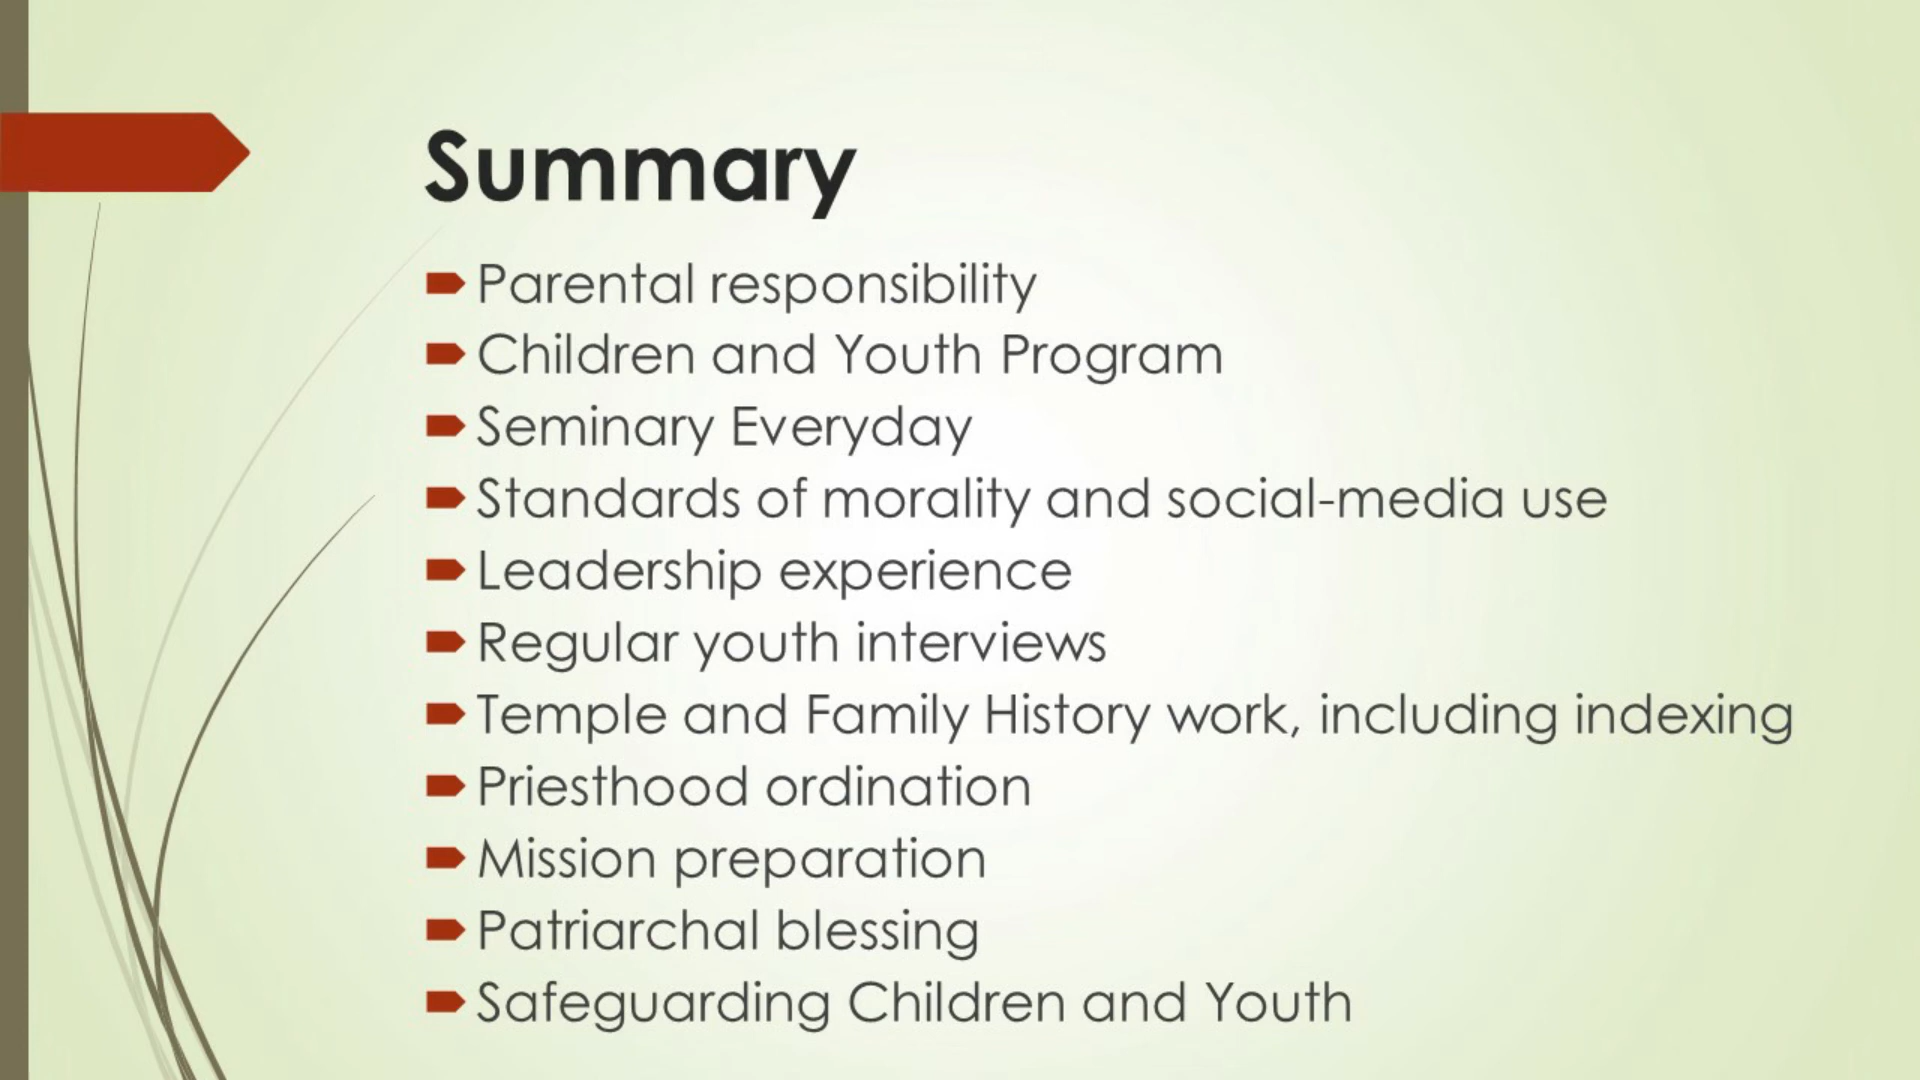 Summary
Parental responsibility
Children and Youth Program
Seminary Everyday
Standards of morality and social-media use
Leadership experience
Regular youth interviews
Temple and Family History work, including indexing
Priesthood ordination
Mission preparation
Patriarchal blessing
Safeguarding Children and Youth